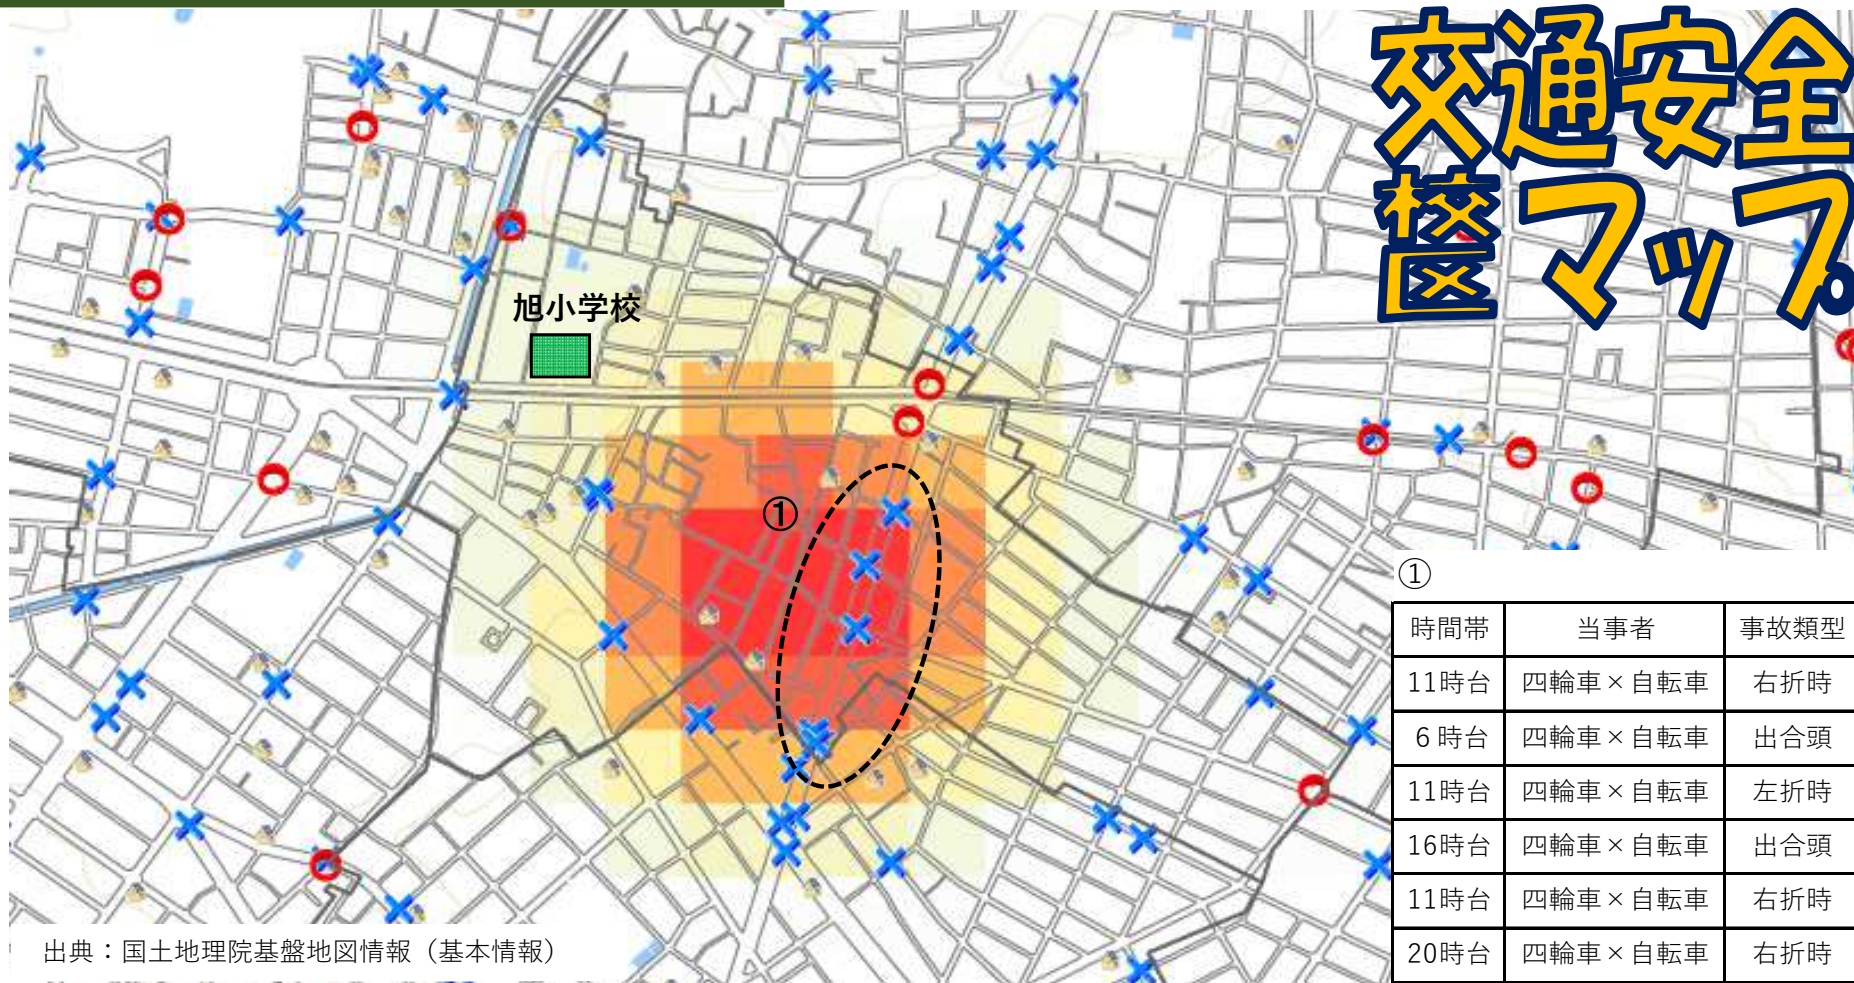 交通安全
校区マップ
旭小学校
①
①
時間帯 当事者 事故類型
11時台 四輪車×自転車 右折時
6時台 四輪車×自転車 出合頭
11時台 四輪車×自転車 左折時
16時台 四輪車×自転車 出合頭
11時台 四輪車×自転車 右折時
20時台 四輪車×自転車 右折時
出典：国土地理院基盤地図情報（基本情報）